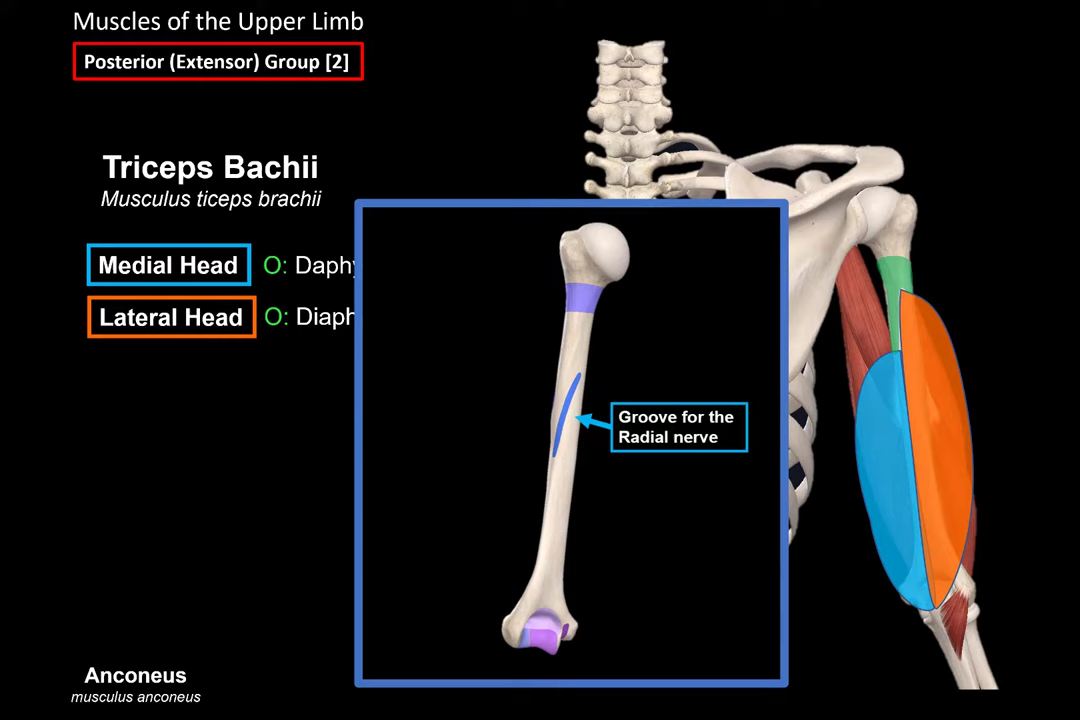 Muscles of the Upper Limb
Posterior (Extensor) Group [2]
Triceps Bachii
Musculus ticeps brachii
Medial Head O: Daphy
Lateral Head O: Diaph
Groove for the
Radial nerve
Anconeus
musculus anconeus